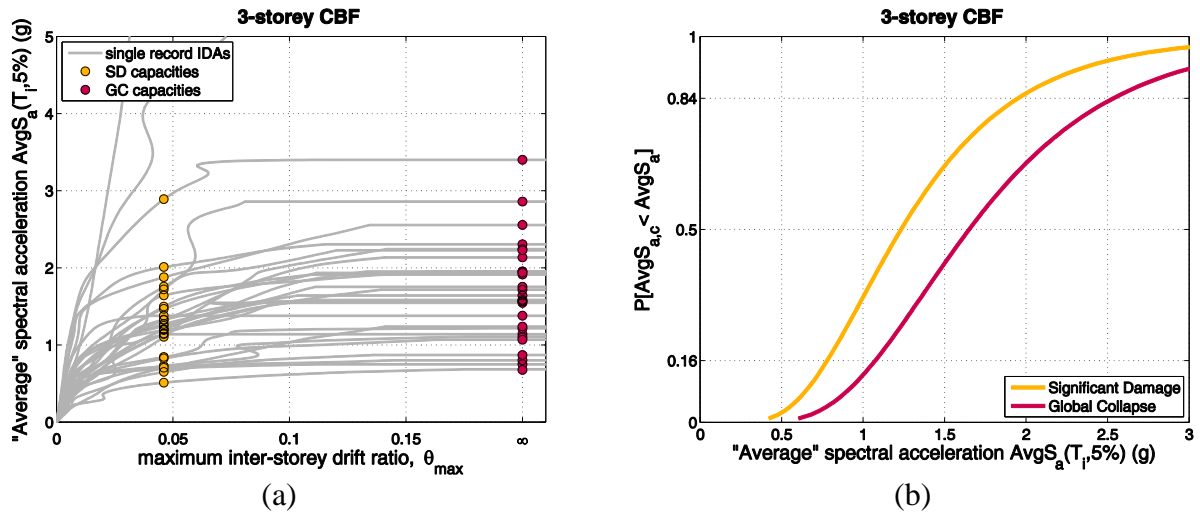 3-storey CBF
"Average" spectral acceleration AvgSa(Ti,5%) (g)
5
4
3
2
1
0
single record IDAs
SD capacities
GC capacities
0
0.05
0.1
0.15
∞
maximum inter-storey drift ratio, θmax
(a)
3-storey CBF
P[AvgSa,c < AvgSa]
1
0.84
0.5
0.16
0
Significant Damage
Global Collapse
0
0.5
1
1.5
2
2.5
3
"Average" spectral acceleration AvgSa(Ti,5%) (g)
(b)